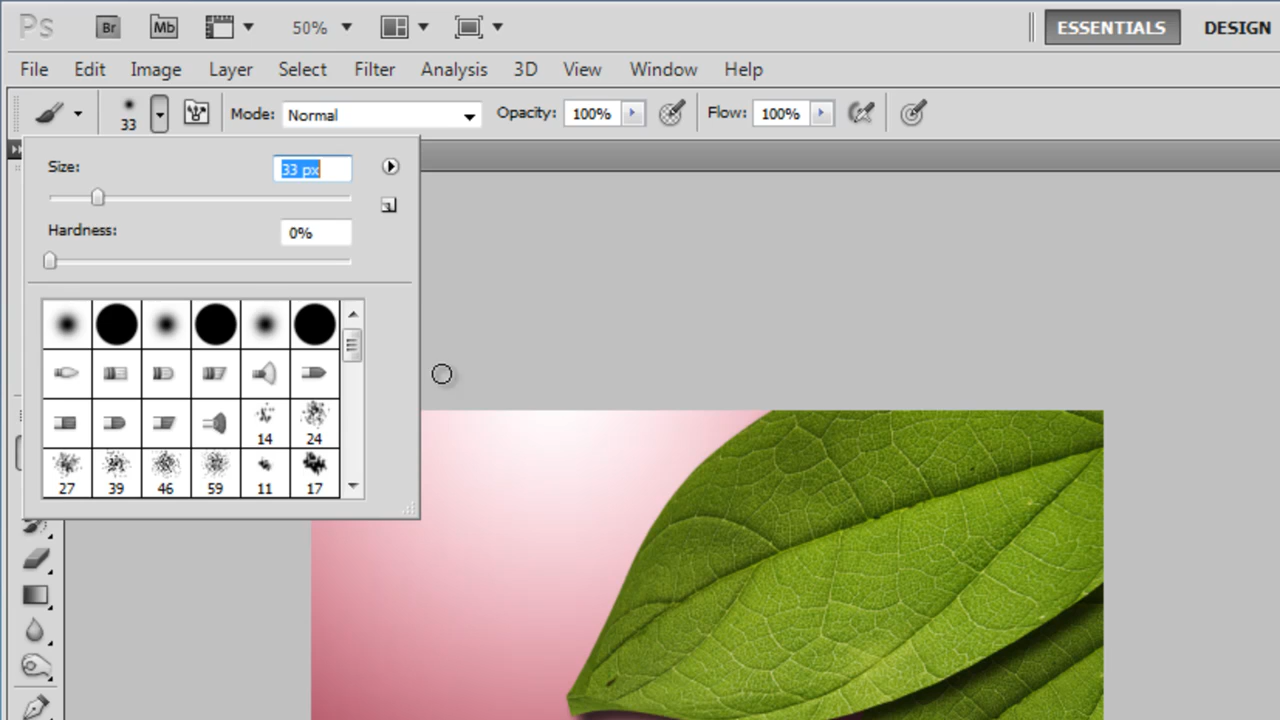 Ps Br Mb 50% ESSENTIALS DESIGN
File Edit Image Layer Select Filter Analysis 3D View Window Help
33 Mode: Normal Opacity: 100% Flow: 100%
Size: 33 px
Hardness: 0%
14 24
27 39 46 59 11 17